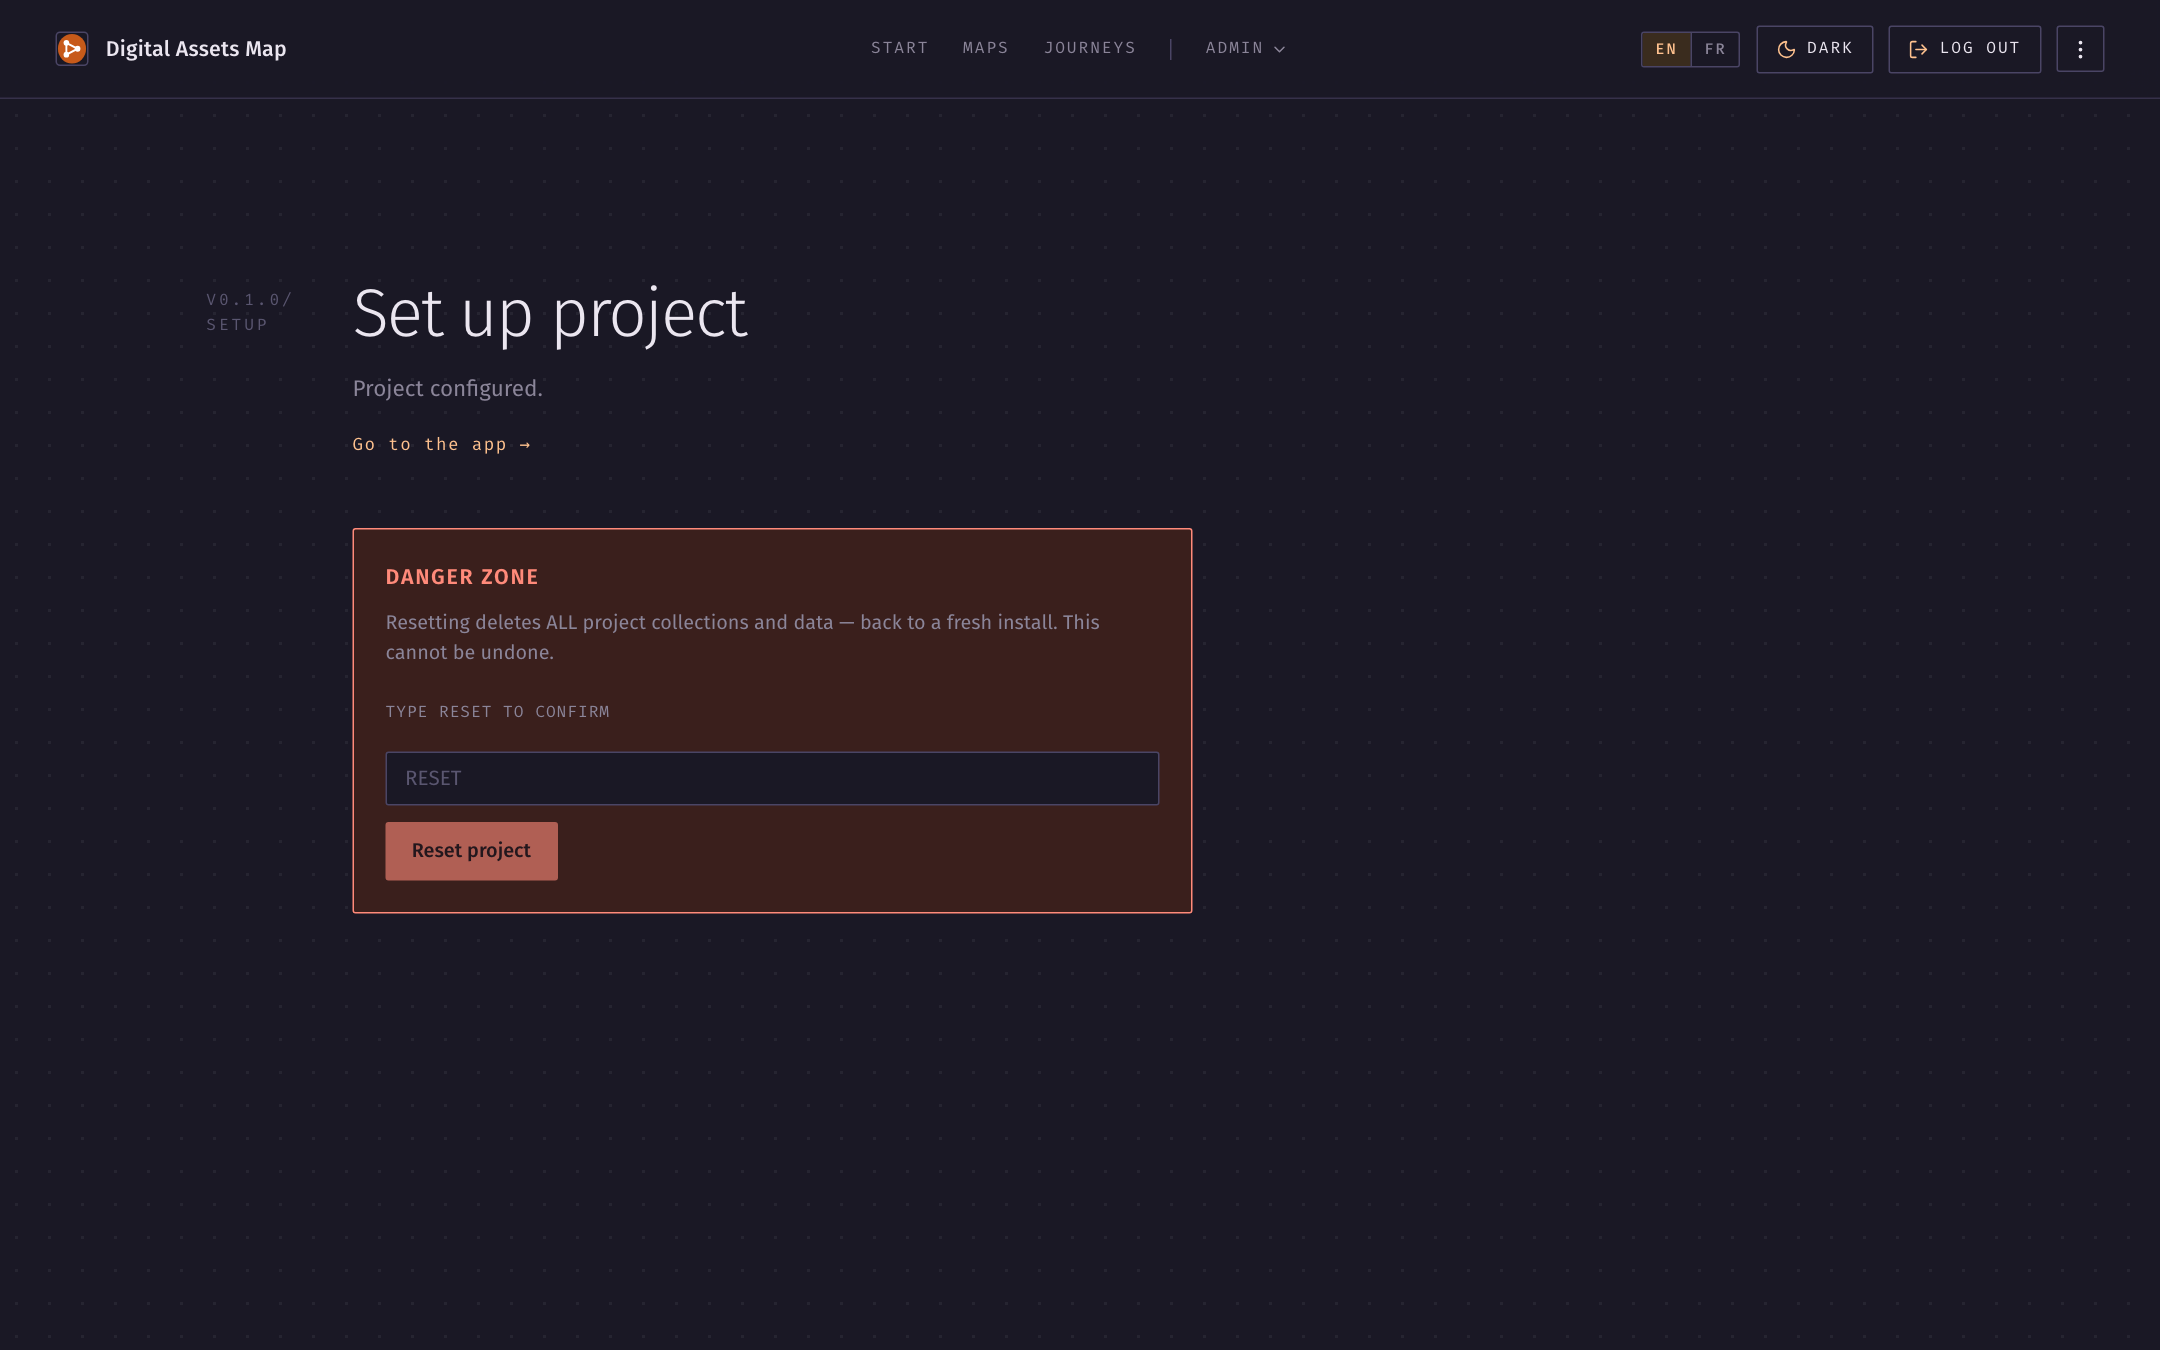 Digital Assets Map
START
MAPS
JOURNEYS
ADMIN
EN
FR
DARK
LOG OUT
V0.1.0/
SETUP
Set up project
Project configured.
Go to the app →
DANGER ZONE
Resetting deletes ALL project collections and data — back to a fresh install. This
cannot be undone.
TYPE RESET TO CONFIRM
RESET
Reset project